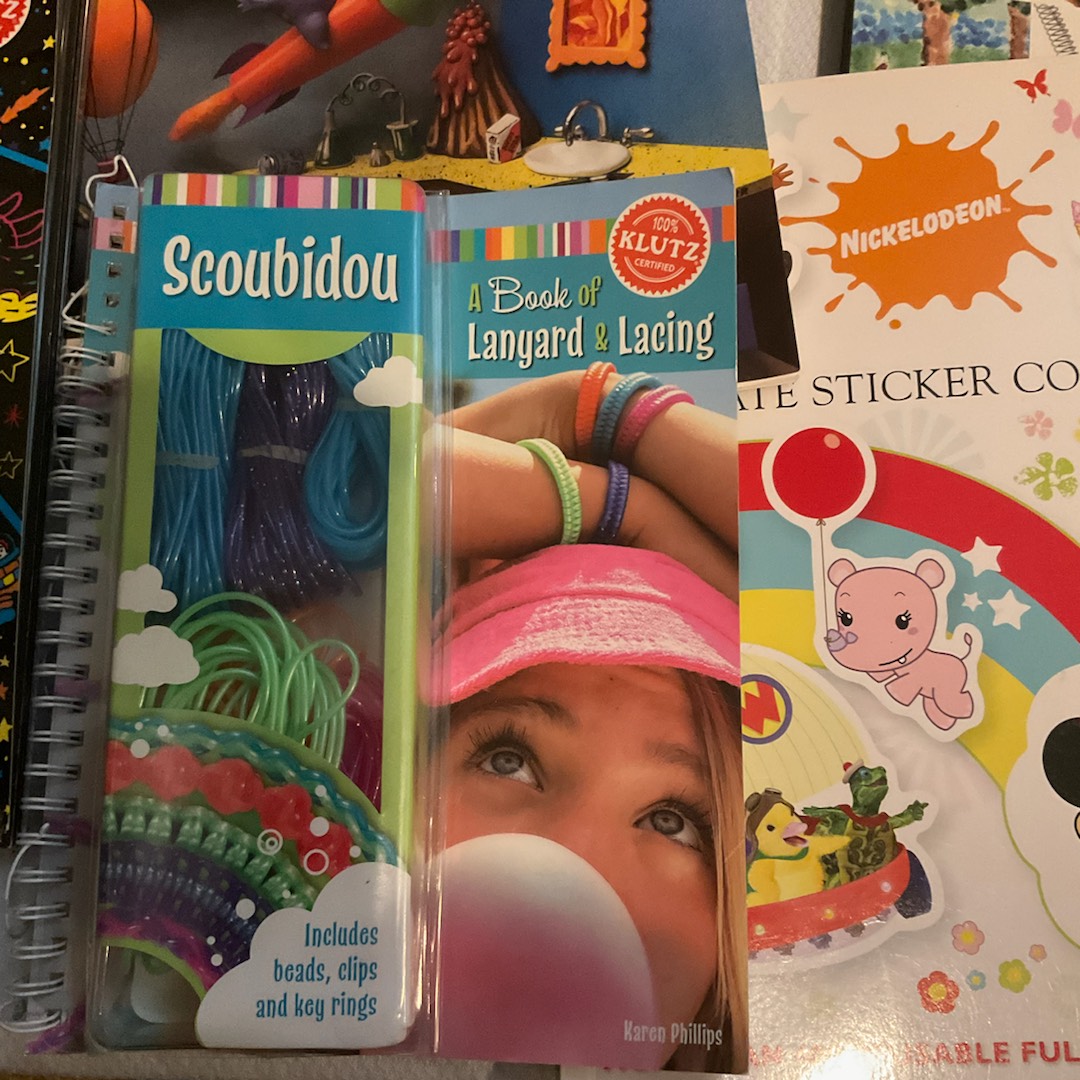 Scoubidou
100%
KLUTZ
CERTIFIED
A Book of
Lanyard & Lacing
Includes
beads, clips
and key rings
Karen Phillips
NICKELODEON
STICKER CO